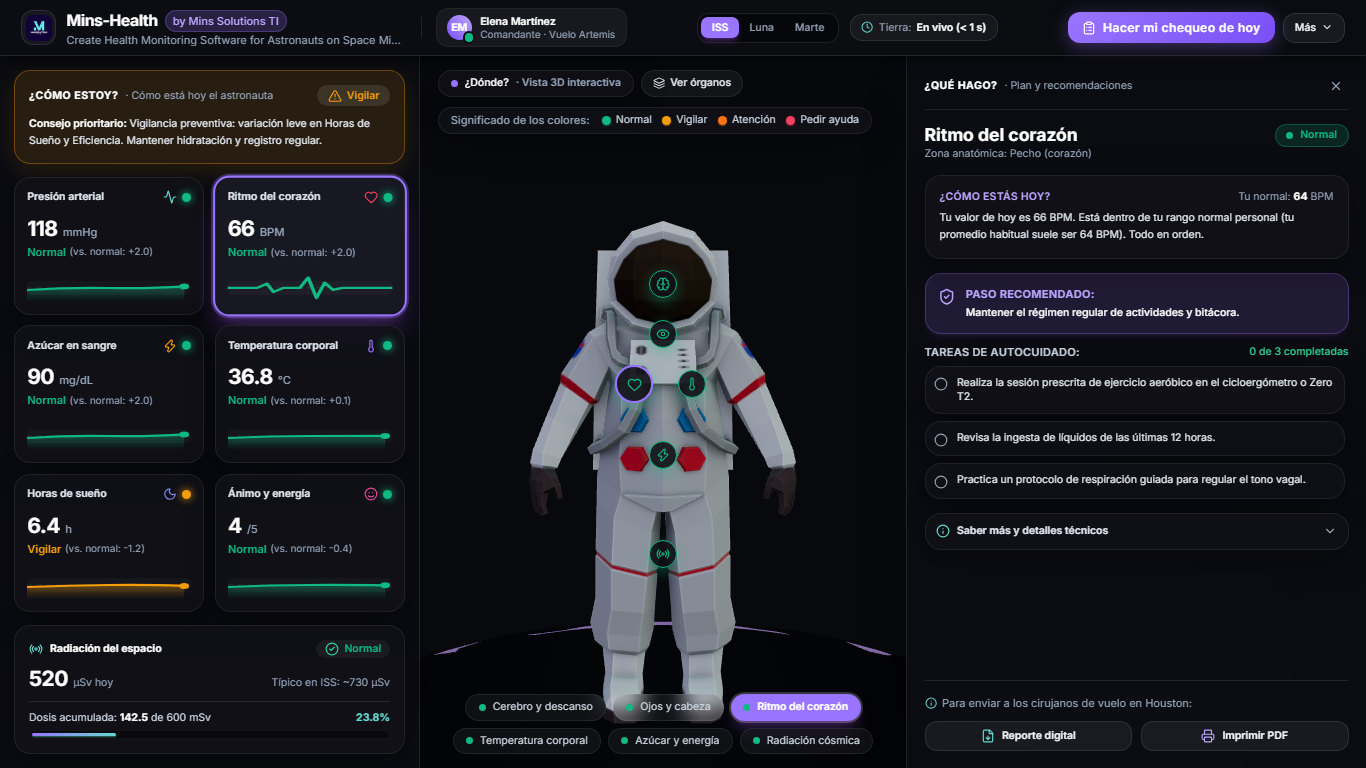 Mins-Health
by Mins Solutions TI
Create Health Monitoring Software for Astronauts on Space Mi...
EM
Elena Martínez
Comandante · Vuelo Artemis
ISS
Luna
Marte
Tierra: En vivo (< 1 s)
Hacer mi chequeo de hoy
Más
¿CÓMO ESTOY? · Cómo está hoy el astronauta
Vigilar
Consejo prioritario: Vigilancia preventiva: variación leve en Horas de
Sueño y Eficiencia. Mantener hidratación y registro regular.
Presión arterial
118 mmHg
Normal (vs. normal: +2.0)
Ritmo del corazón
66 BPM
Normal (vs. normal: +2.0)
Azúcar en sangre
90 mg/dL
Normal (vs. normal: +2.0)
Temperatura corporal
36.8 °C
Normal (vs. normal: +0.1)
Horas de sueño
6.4 h
Vigilar (vs. normal: -1.2)
Ánimo y energía
4 /5
Normal (vs. normal: -0.4)
Radiación del espacio
Normal
520 µSv hoy
Típico en ISS: ~730 µSv
Dosis acumulada: 142.5 de 600 mSv
23.8%
¿Dónde? · Vista 3D interactiva
Ver órganos
Significado de los colores: Normal Vigilar Atención Pedir ayuda
Cerebro y descanso
Ojos y cabeza
Ritmo del corazón
Temperatura corporal
Azúcar y energía
Radiación cósmica
¿QUÉ HAGO? · Plan y recomendaciones
Ritmo del corazón
Normal
Zona anatómica: Pecho (corazón)
¿CÓMO ESTÁS HOY?
Tu normal: 64 BPM
Tu valor de hoy es 66 BPM. Está dentro de tu rango normal personal (tu
promedio habitual suele ser 64 BPM). Todo en orden.
PASO RECOMENDADO:
Mantener el régimen regular de actividades y bitácora.
TAREAS DE AUTOCUIDADO:
0 de 3 completadas
Realiza la sesión prescrita de ejercicio aeróbico en el cicloergómetro o Zero
T2.
Revisa la ingesta de líquidos de las últimas 12 horas.
Practica un protocolo de respiración guiada para regular el tono vagal.
Saber más y detalles técnicos
Para enviar a los cirujanos de vuelo en Houston:
Reporte digital
Imprimir PDF